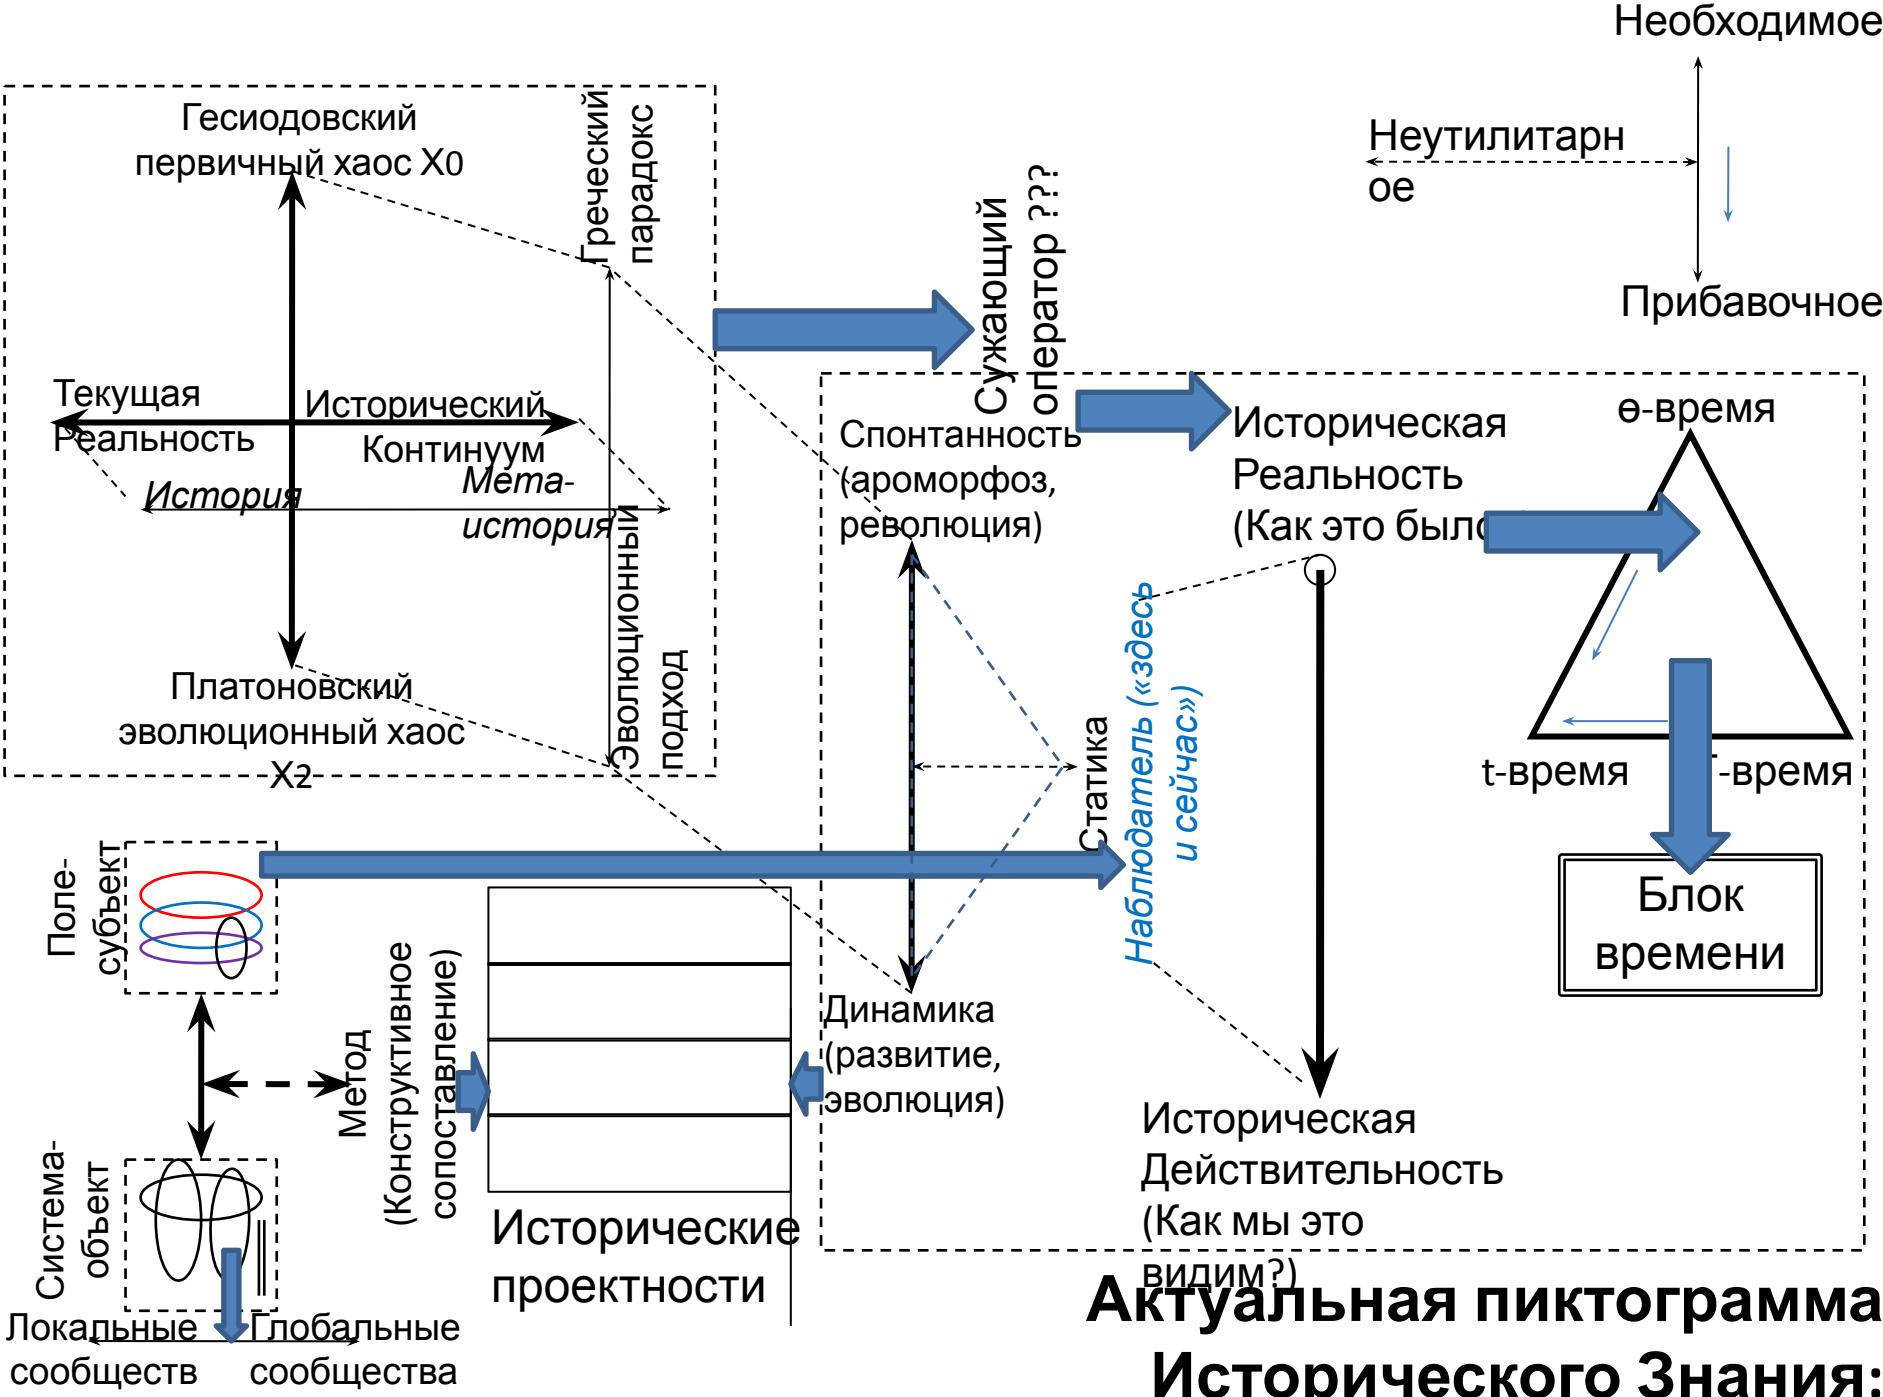 Необходимое
Неутилитарн
ое
Прибавочное
Гесиодовский
первичный хаос Х0
Греческий
парадокс
Текущая
Реальность
Исторический
Континуум
История
Мета-
история
Эволюционный
подход
Платоновский
эволюционный хаос
Х2
Сужающий
оператор ???
Спонтанность
(ароморфоз,
революция)
Историческая
Реальность
(Как это было
ɵ-время
t-время
-время
Блок
времени
Статика
Наблюдатель («здесь
и сейчас»)
Динамика
(развитие,
эволюция)
Историческая
Действительность
(Как мы это
видим?)
Поле-
субъект
Метод
(Конструктивное
сопоставление)
Система-
объект
Локальные
сообществ
Глобальные
сообщества
Исторические
проектности
Актуальная пиктограмма
Исторического Знания: